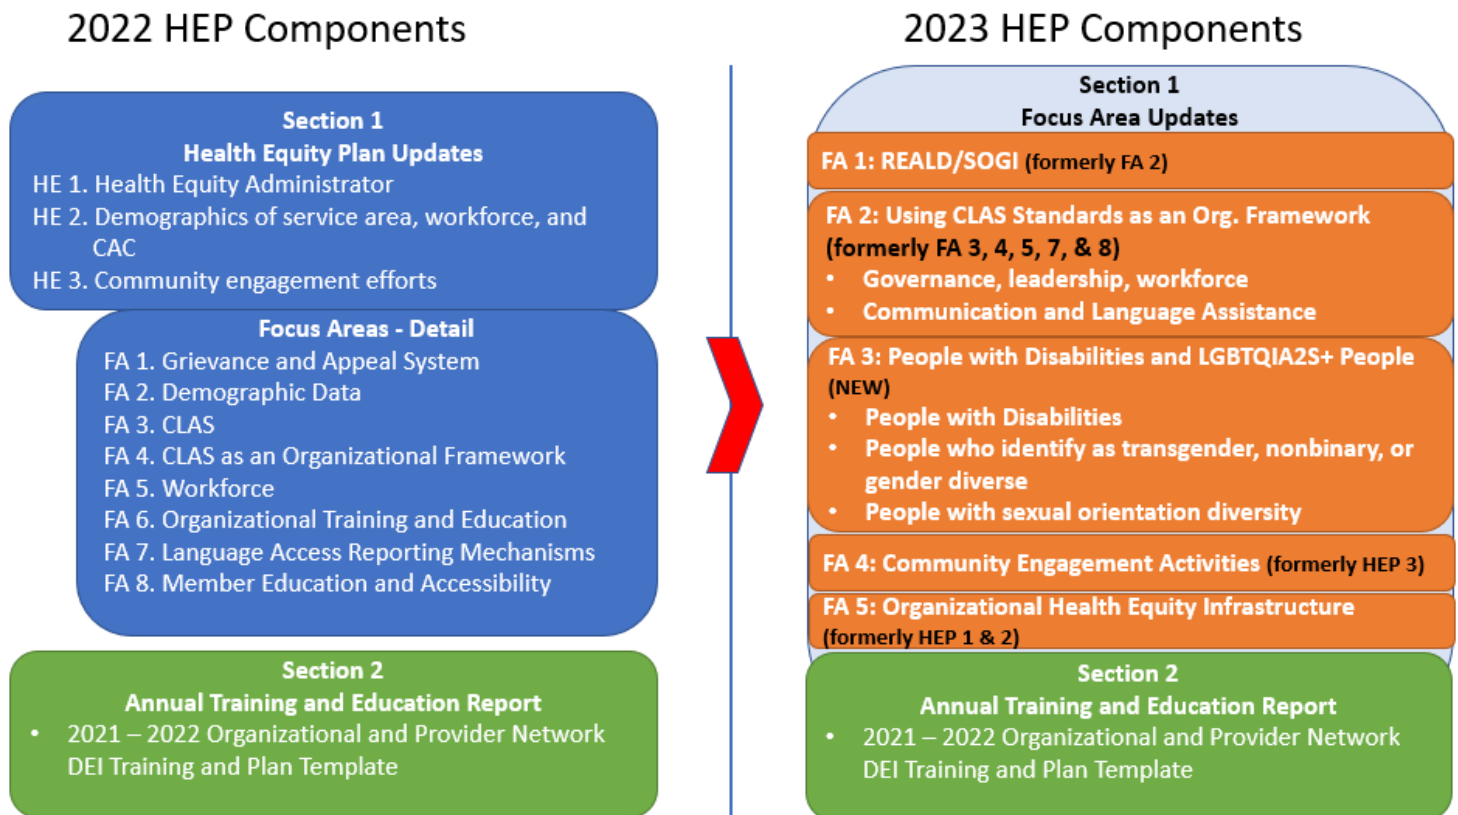 2022 HEP Components
Section 1
Health Equity Plan Updates
HE 1. Health Equity Administrator
HE 2. Demographics of service area, workforce, and
CAC
HE 3. Community engagement efforts
Focus Areas - Detail
FA 1. Grievance and Appeal System
FA 2. Demographic Data
FA 3. CLAS
FA 4. CLAS as an Organizational Framework
FA 5. Workforce
FA 6. Organizational Training and Education
FA 7. Language Access Reporting Mechanisms
FA 8. Member Education and Accessibility
Section 2
Annual Training and Education Report
• 2021 – 2022 Organizational and Provider Network
DEI Training and Plan Template
2023 HEP Components
Section 1
Focus Area Updates
FA 1: REALD/SOGI (formerly FA 2)
FA 2: Using CLAS Standards as an Org. Framework
(formerly FA 3, 4, 5, 7, & 8)
• Governance, leadership, workforce
• Communication and Language Assistance
FA 3: People with Disabilities and LGBTQIA2S+ People
(NEW)
• People with Disabilities
• People who identify as transgender, nonbinary, or
gender diverse
• People with sexual orientation diversity
FA 4: Community Engagement Activities (formerly HEP 3)
FA 5: Organizational Health Equity Infrastructure
(formerly HEP 1 & 2)
Section 2
Annual Training and Education Report
• 2021 – 2022 Organizational and Provider Network
DEI Training and Plan Template